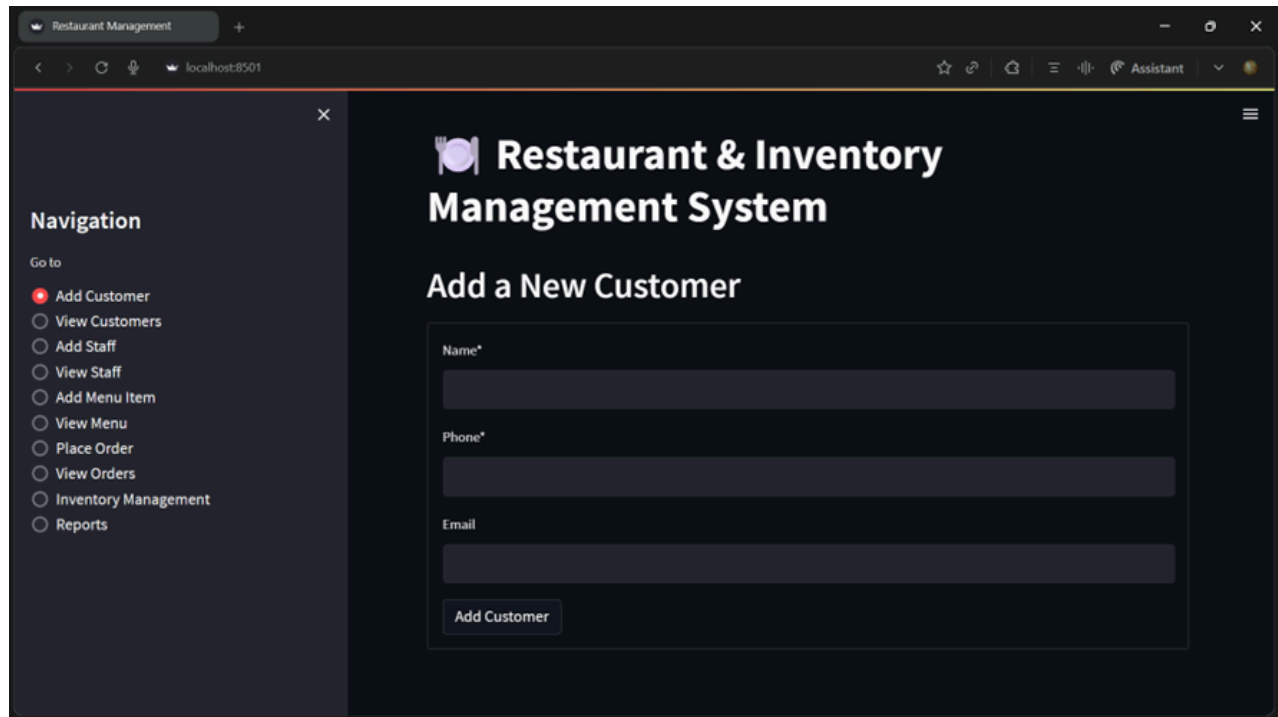 Restaurant Management
localhost:8501
Assistant
Navigation
Go to
Add Customer
View Customers
Add Staff
View Staff
Add Menu Item
View Menu
Place Order
View Orders
Inventory Management
Reports
Restaurant & Inventory
Management System
Add a New Customer
Name*
Phone*
Email
Add Customer